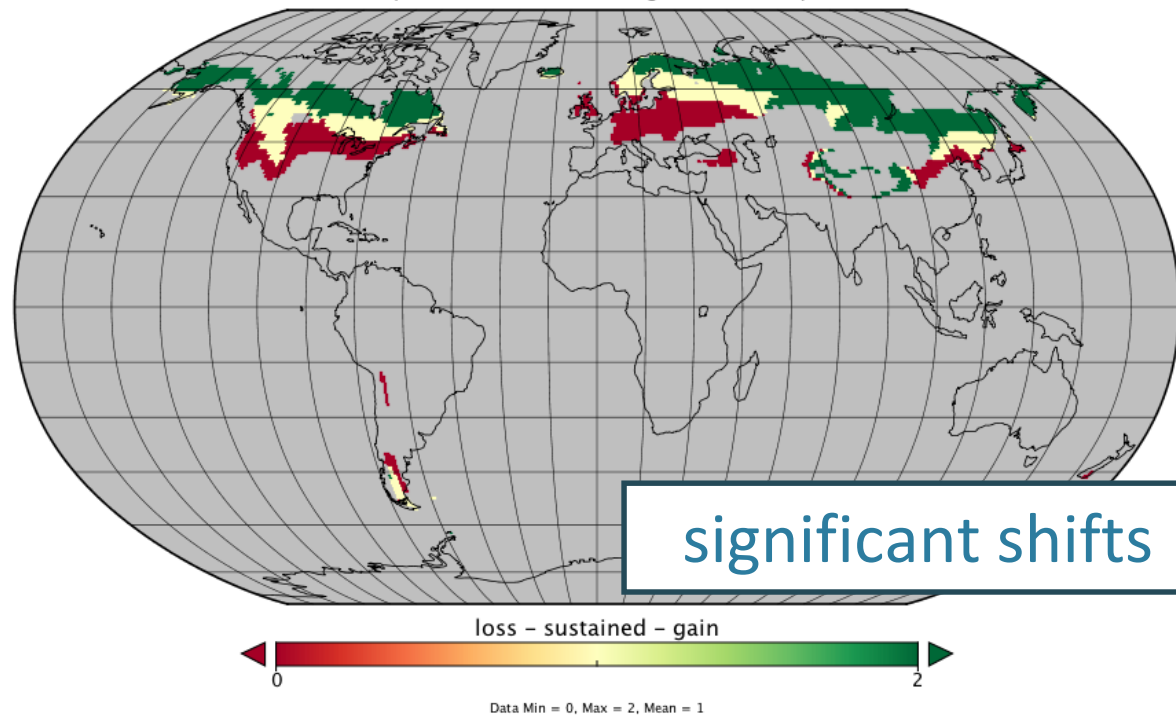 significant shifts
loss – sustained – gain
0 2
Data Min = 0, Max = 2, Mean = 1